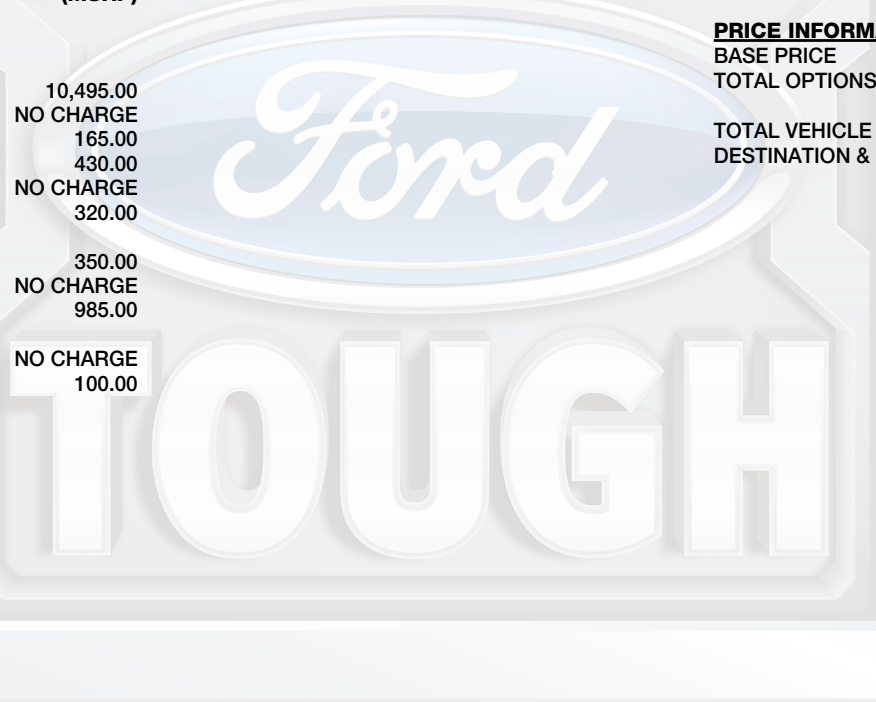 10,495.00
NO CHARGE
165.00
430.00
NO CHARGE
320.00
350.00
NO CHARGE
985.00
NO CHARGE
100.00
PRICE INFORM
BASE PRICE
TOTAL OPTIONS
TOTAL VEHICLE
DESTINATION &
Ford
TOUGH